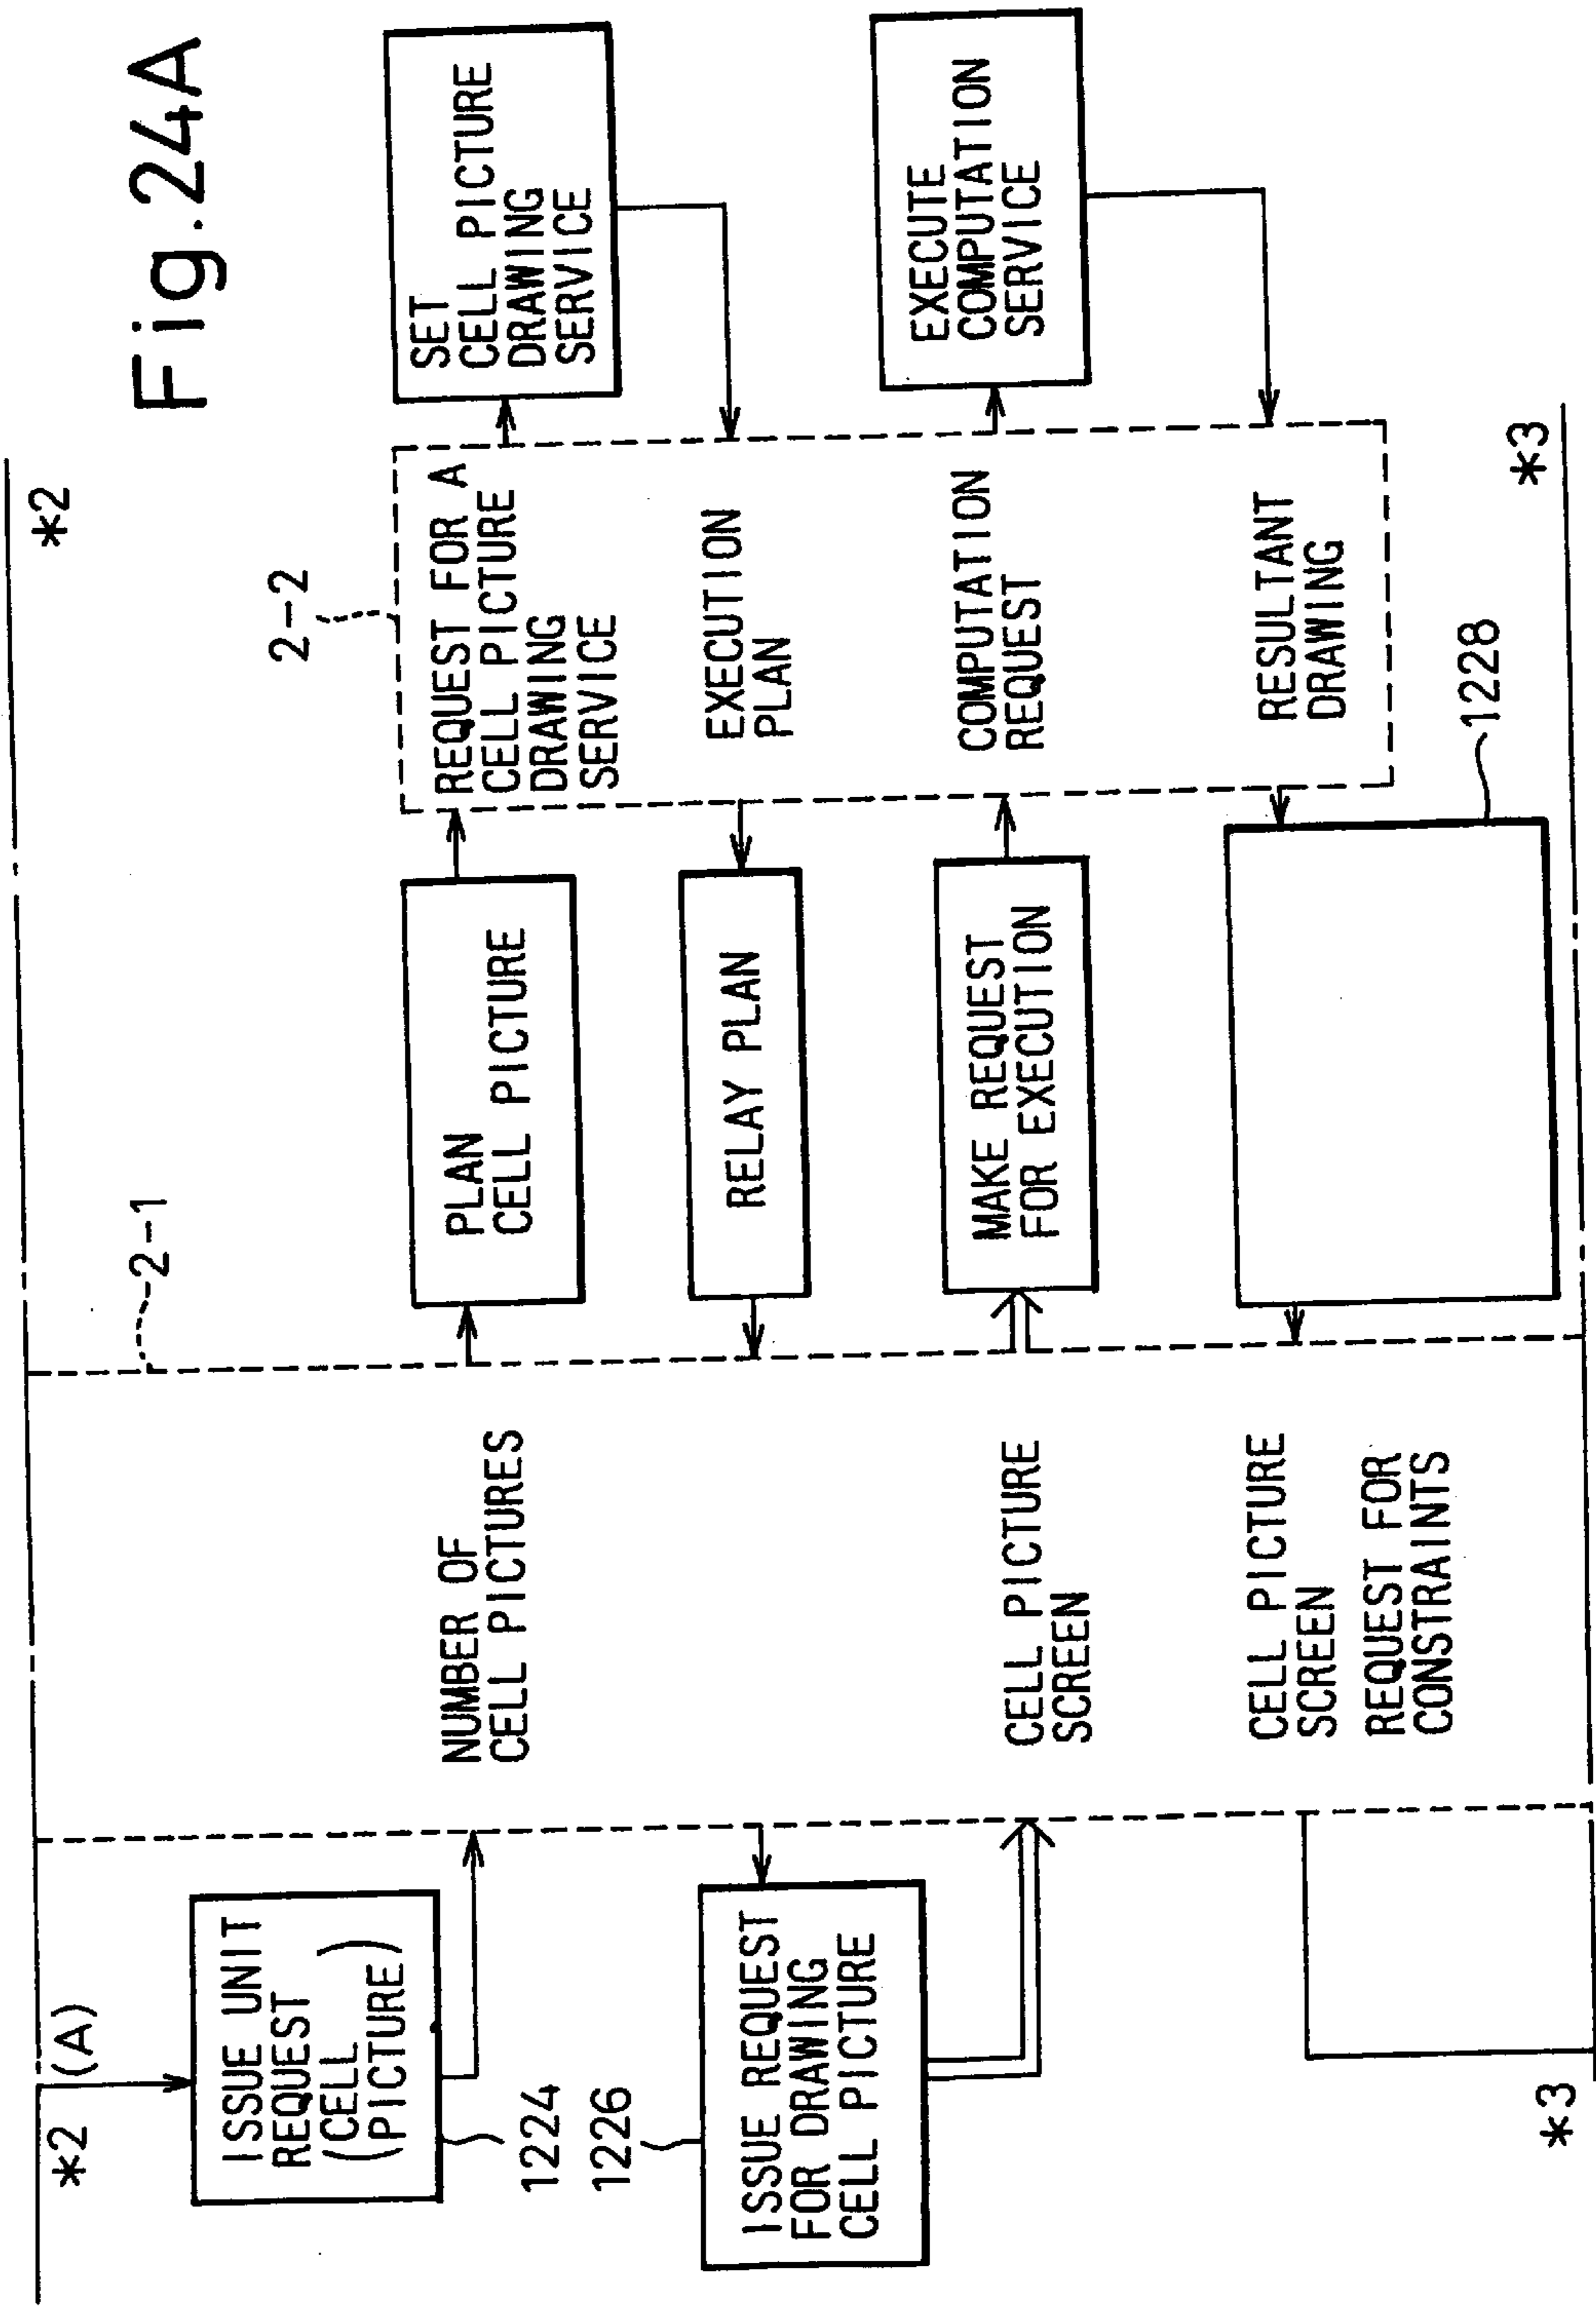 Fig.24A
*2
*2
(A)
2-1
2-2
ISSUE UNIT
REQUEST
(CELL
PICTURE)
1224
NUMBER OF
CELL PICTURES
PLAN
CELL PICTURE
REQUEST FOR A
CELL PICTURE
DRAWING
SERVICE
SET
CELL PICTURE
DRAWING
SERVICE
1226
ISSUE REQUEST
FOR DRAWING
CELL PICTURE
RELAY PLAN
EXECUTION
PLAN
CELL PICTURE
SCREEN
MAKE REQUEST
FOR EXECUTION
COMPUTATION
REQUEST
EXECUTE
COMPUTATION
SERVICE
CELL PICTURE
SCREEN
REQUEST FOR
CONSTRAINTS
RESULTANT
DRAWING
1228
*3
*3